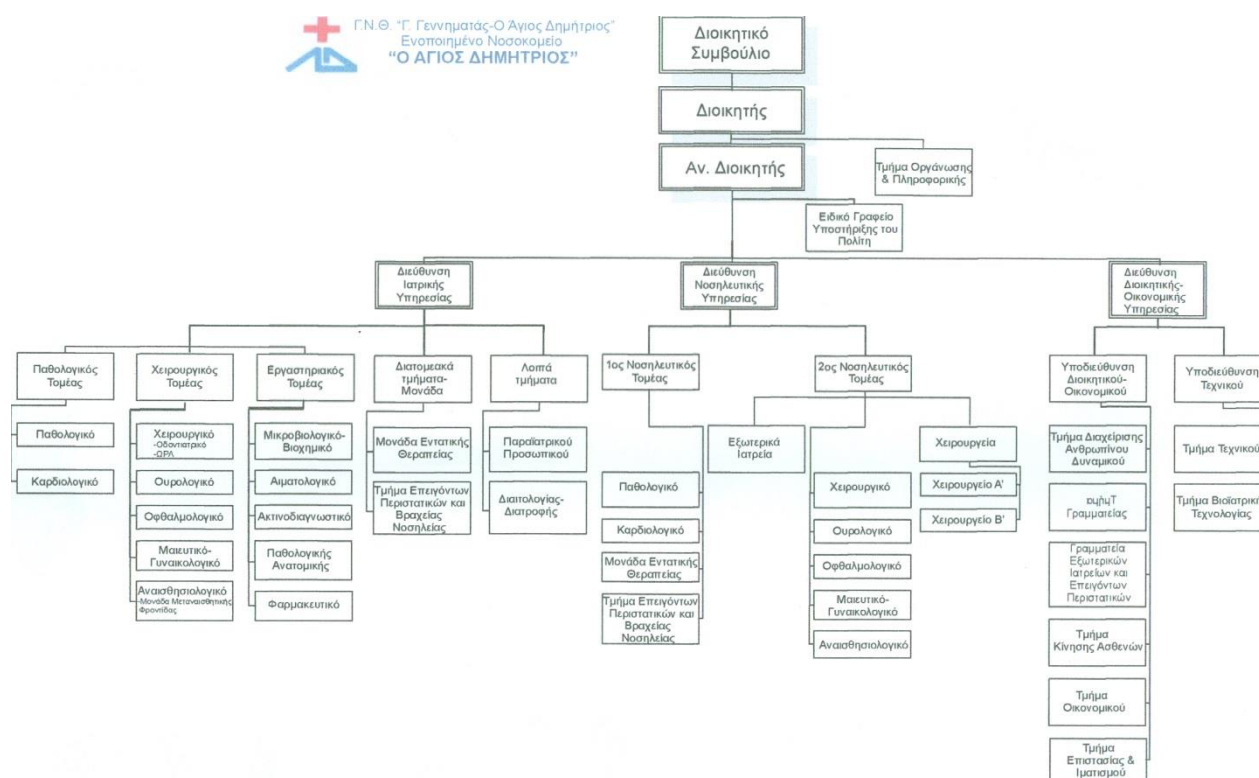 Γ.Ν.Θ. "Γ. Γεννηματάς-Ο Άγιος Δημήτριος"
Ενοποιημένο Νοσοκομείο
"Ο ΑΓΙΟΣ ΔΗΜΗΤΡΙΟΣ"
Διοικητικό
Συμβούλιο
Διοικητής
Αν. Διοικητής
Τμήμα Οργάνωσης
& Πληροφορικής
Ειδικό Γραφείο
Υποστήριξης του
Πολίτη
Διεύθυνση
Ιατρικής
Υπηρεσίας
Διεύθυνση
Νοσηλευτικής
Υπηρεσίας
Διεύθυνση
Διοικητικής-
Οικονομικής
Υπηρεσίας
Παθολογικός
Τομέας
Χειρουργικός
Τομέας
Εργαστηριακός
Τομέας
Διατομεακά
τμήματα-
Μονάδα
Λοιπά
τμήματα
1ος Νοσηλευτικός
Τομέας
2ος Νοσηλευτικός
Τομέας
Υποδιεύθυνση
Διοικητικού-
Οικονομικού
Υποδιεύθυνση
Τεχνικού
Παθολογικό
Καρδιολογικό
Χειρουργικό
-Οδοντιατρικό
-ΩΡΛ
Ουρολογικό
Οφθαλμολογικό
Μαιευτικό-
Γυναικολογικό
Αναισθησιολογικό
-Μονάδα Μεταναισθητικής
Φροντίδας
Μικροβιολογικό-
Βιοχημικό
Αιματολογικό
Ακτινοδιαγνωστικό
Παθολογικής
Ανατομικής
Φαρμακευτικό
Μονάδα Εντατικής
Θεραπείας
Τμήμα Επειγόντων
Περιστατικών και
Βραχείας
Νοσηλείας
Παραϊατρικού
Προσωπικού
Διαιτολογίας-
Διατροφής
Παθολογικό
Καρδιολογικό
Μονάδα Εντατικής
Θεραπείας
Τμήμα Επειγόντων
Περιστατικών και
Βραχείας
Νοσηλείας
Εξωτερικά
Ιατρεία
Χειρουργικό
Ουρολογικό
Οφθαλμολογικό
Μαιευτικό-
Γυναικολογικό
Αναισθησιολογικό
Χειρουργεία
Χειρουργείο Α'
Χειρουργείο Β'
Τμήμα Διαχείρισης
Ανθρωπίνου
Δυναμικού
Τμήμα
Γραμματείας
Γραμματεία
Εξωτερικών
Ιατρείων και
Επειγόντων
Περιστατικών
Τμήμα
Κίνησης Ασθενών
Τμήμα
Οικονομικού
Τμήμα
Επιστασίας &
Ιματισμού
Τμήμα Τεχνικού
Τμήμα Βιοϊατρικής
Τεχνολογίας